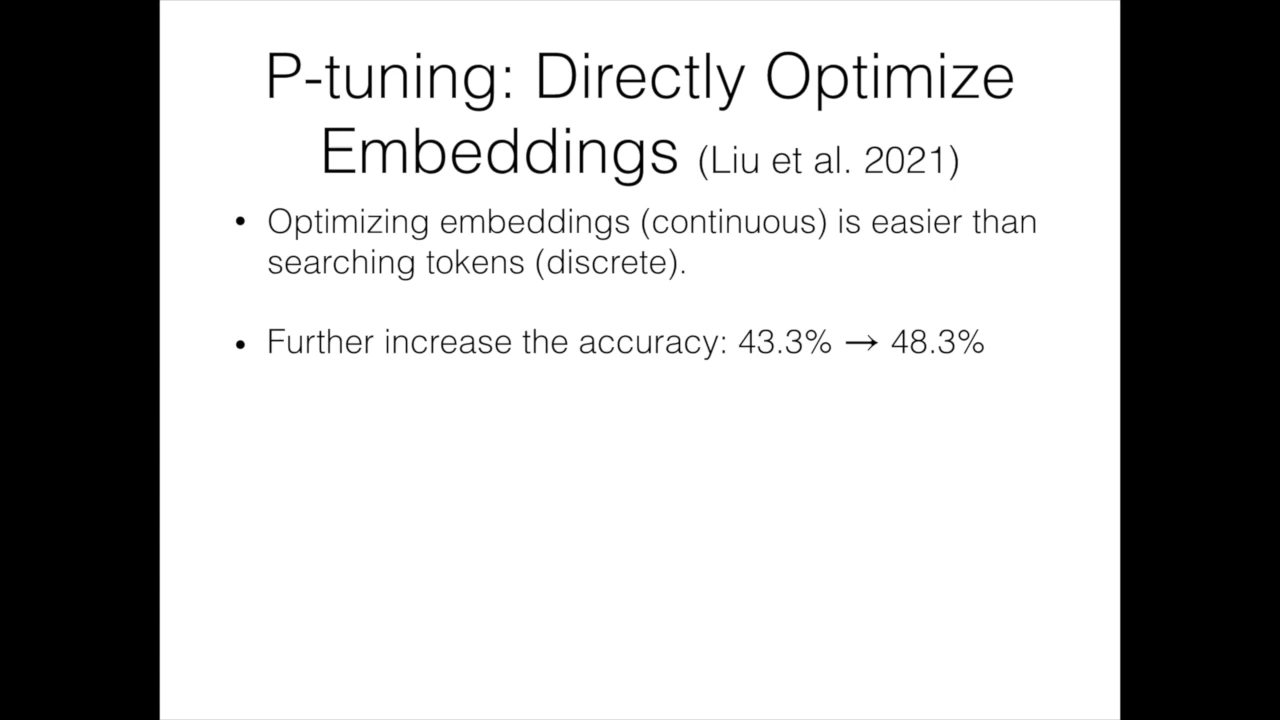 P-tuning: Directly Optimize
Embeddings (Liu et al. 2021)
• Optimizing embeddings (continuous) is easier than
searching tokens (discrete).
• Further increase the accuracy: 43.3% → 48.3%